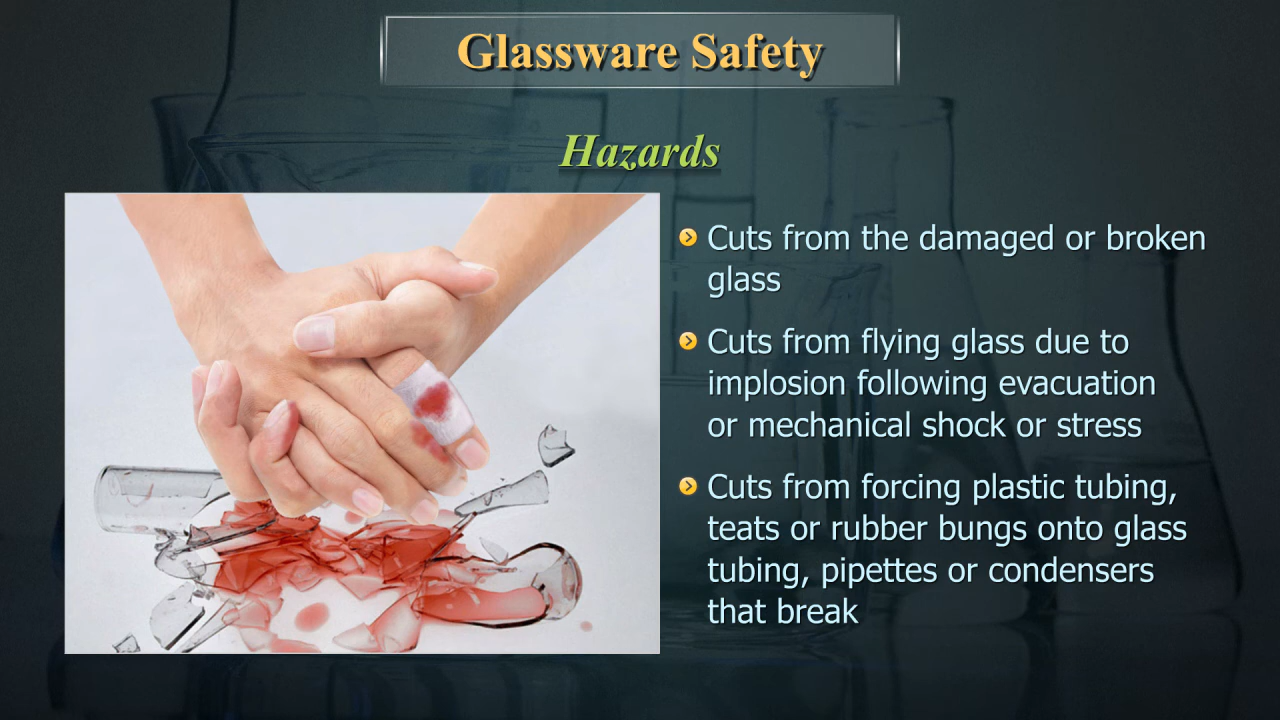 Glassware Safety
Hazards
Cuts from the damaged or broken
glass
Cuts from flying glass due to
implosion following evacuation
or mechanical shock or stress
Cuts from forcing plastic tubing,
teats or rubber bungs onto glass
tubing, pipettes or condensers
that break